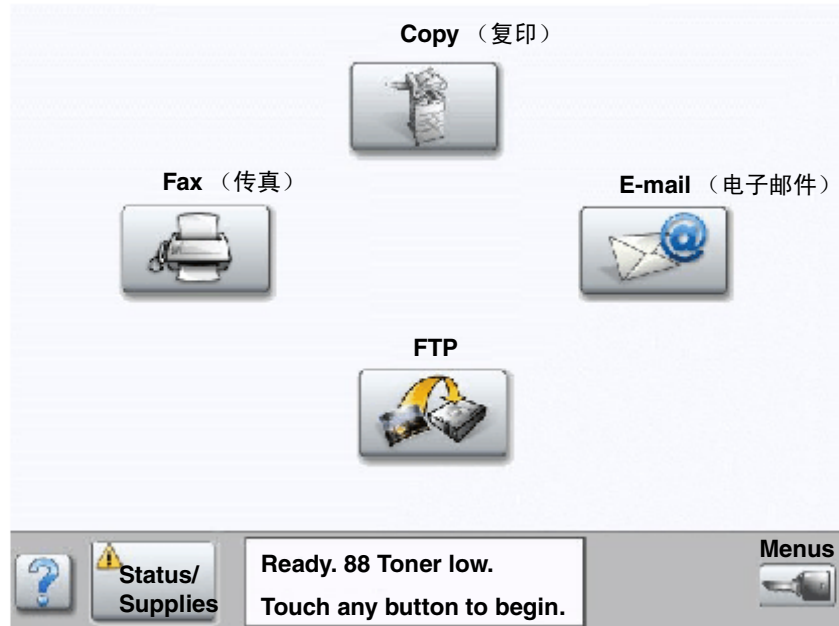 Copy （复印）
Fax （传真）
E-mail （电子邮件）
FTP
Status/
Supplies
Ready. 88 Toner low.
Touch any button to begin.
Menus